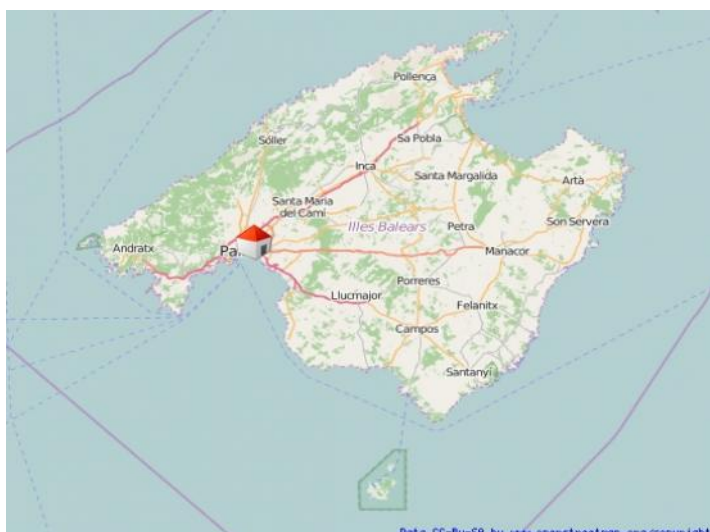 Pollença
Sa Pobla
Sóller
Inca
Santa Margalida
Artà
Santa Maria
del Camí
Petra
Son Servera
Illes Balears
Andratx
Pa
Manacor
Porreres
Llucmajor
Felanitx
Campos
Santanyí